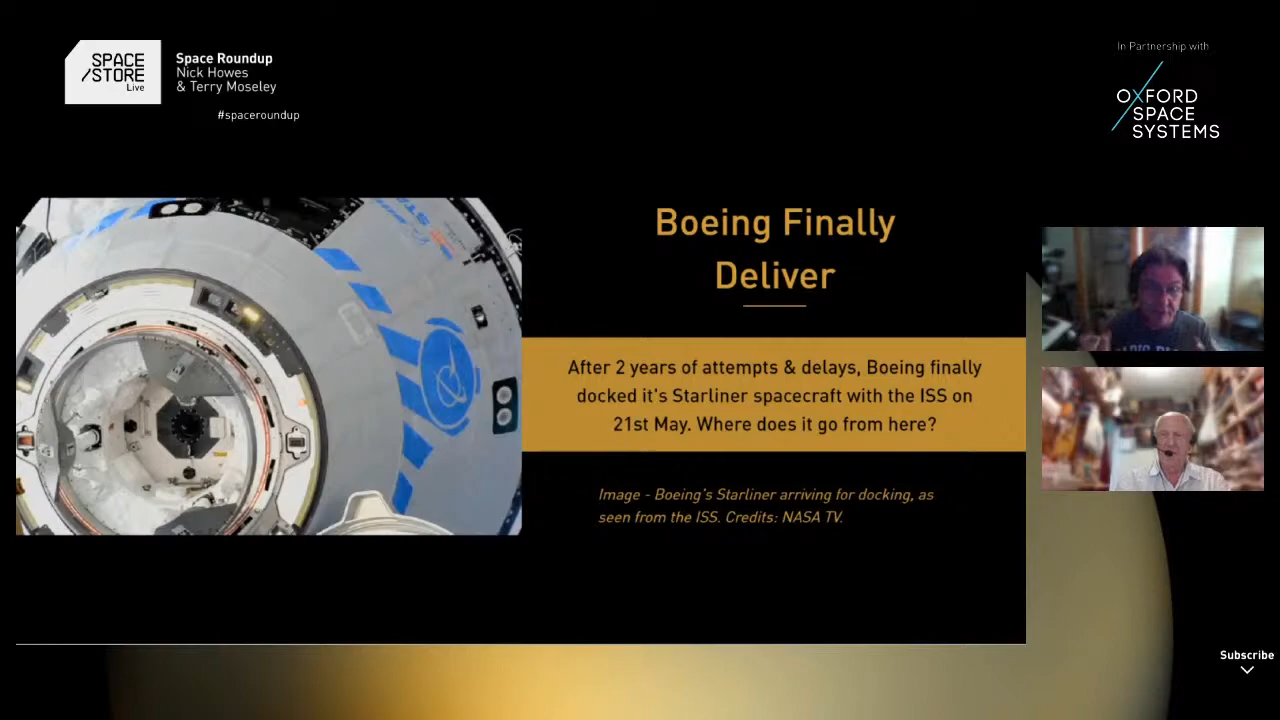 SPACE
/STORE
Live
Space Roundup
Nick Howes
& Terry Moseley
#spaceroundup
In Partnership with
OXFORD
SPACE
SYSTEMS
Boeing Finally
Deliver
After 2 years of attempts & delays, Boeing finally
docked it's Starliner spacecraft with the ISS on
21st May. Where does it go from here?
Image - Boeing's Starliner arriving for docking, as
seen from the ISS. Credits: NASA TV.
Subscribe